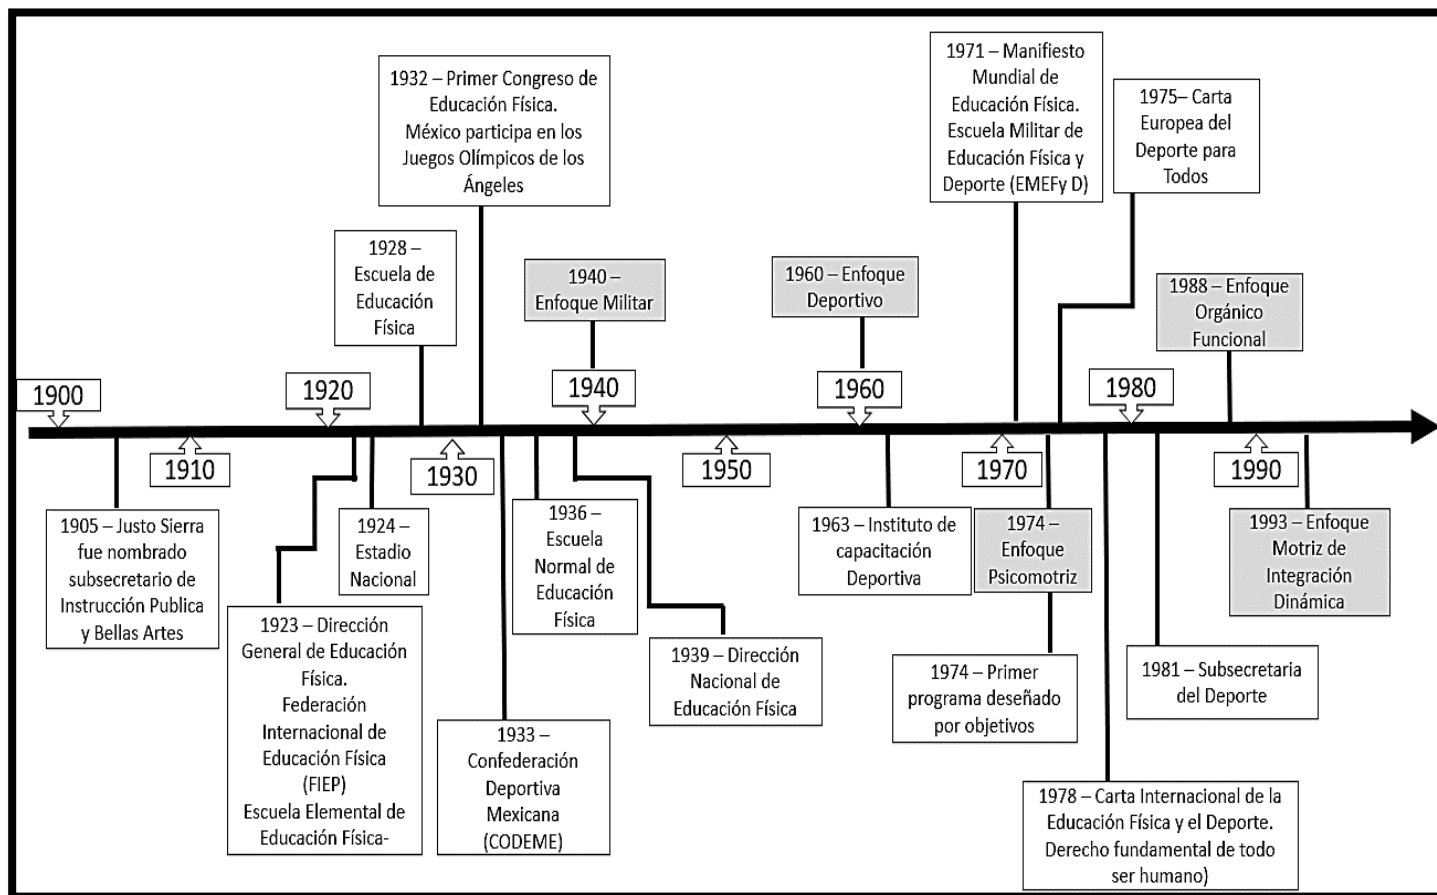 1932 – Primer Congreso de
Educación Física.
México participa en los
Juegos Olímpicos de los
Ángeles
1971 – Manifiesto
Mundial de
Educación Física.
Escuela Militar de
Educación Física y
Deporte (EMEFy D)
1975– Carta
Europea del
Deporte para
Todos
1928 –
Escuela de
Educación
Física
1940 –
Enfoque Militar
1960 – Enfoque
Deportivo
1988 – Enfoque
Orgánico
Funcional
1900
1920
1940
1960
1980
1910
1930
1950
1970
1990
1905 – Justo Sierra
fue nombrado
subsecretario de
Instrucción Publica
y Bellas Artes
1924 –
Estadio
Nacional
1936 –
Escuela
Normal de
Educación
Física
1963 – Instituto de
capacitación
Deportiva
1974 –
Enfoque
Psicomotriz
1993 – Enfoque
Motriz de
Integración
Dinámica
1923 – Dirección
General de Educación
Física.
Federación
Internacional de
Educación Física
(FIEP)
Escuela Elemental de
Educación Física-
1939 – Dirección
Nacional de
Educación Física
1974 – Primer
programa deseñado
por objetivos
1981 – Subsecretaria
del Deporte
1933 –
Confederación
Deportiva
Mexicana
(CODEME)
1978 – Carta Internacional de la
Educación Física y el Deporte.
Derecho fundamental de todo
ser humano)